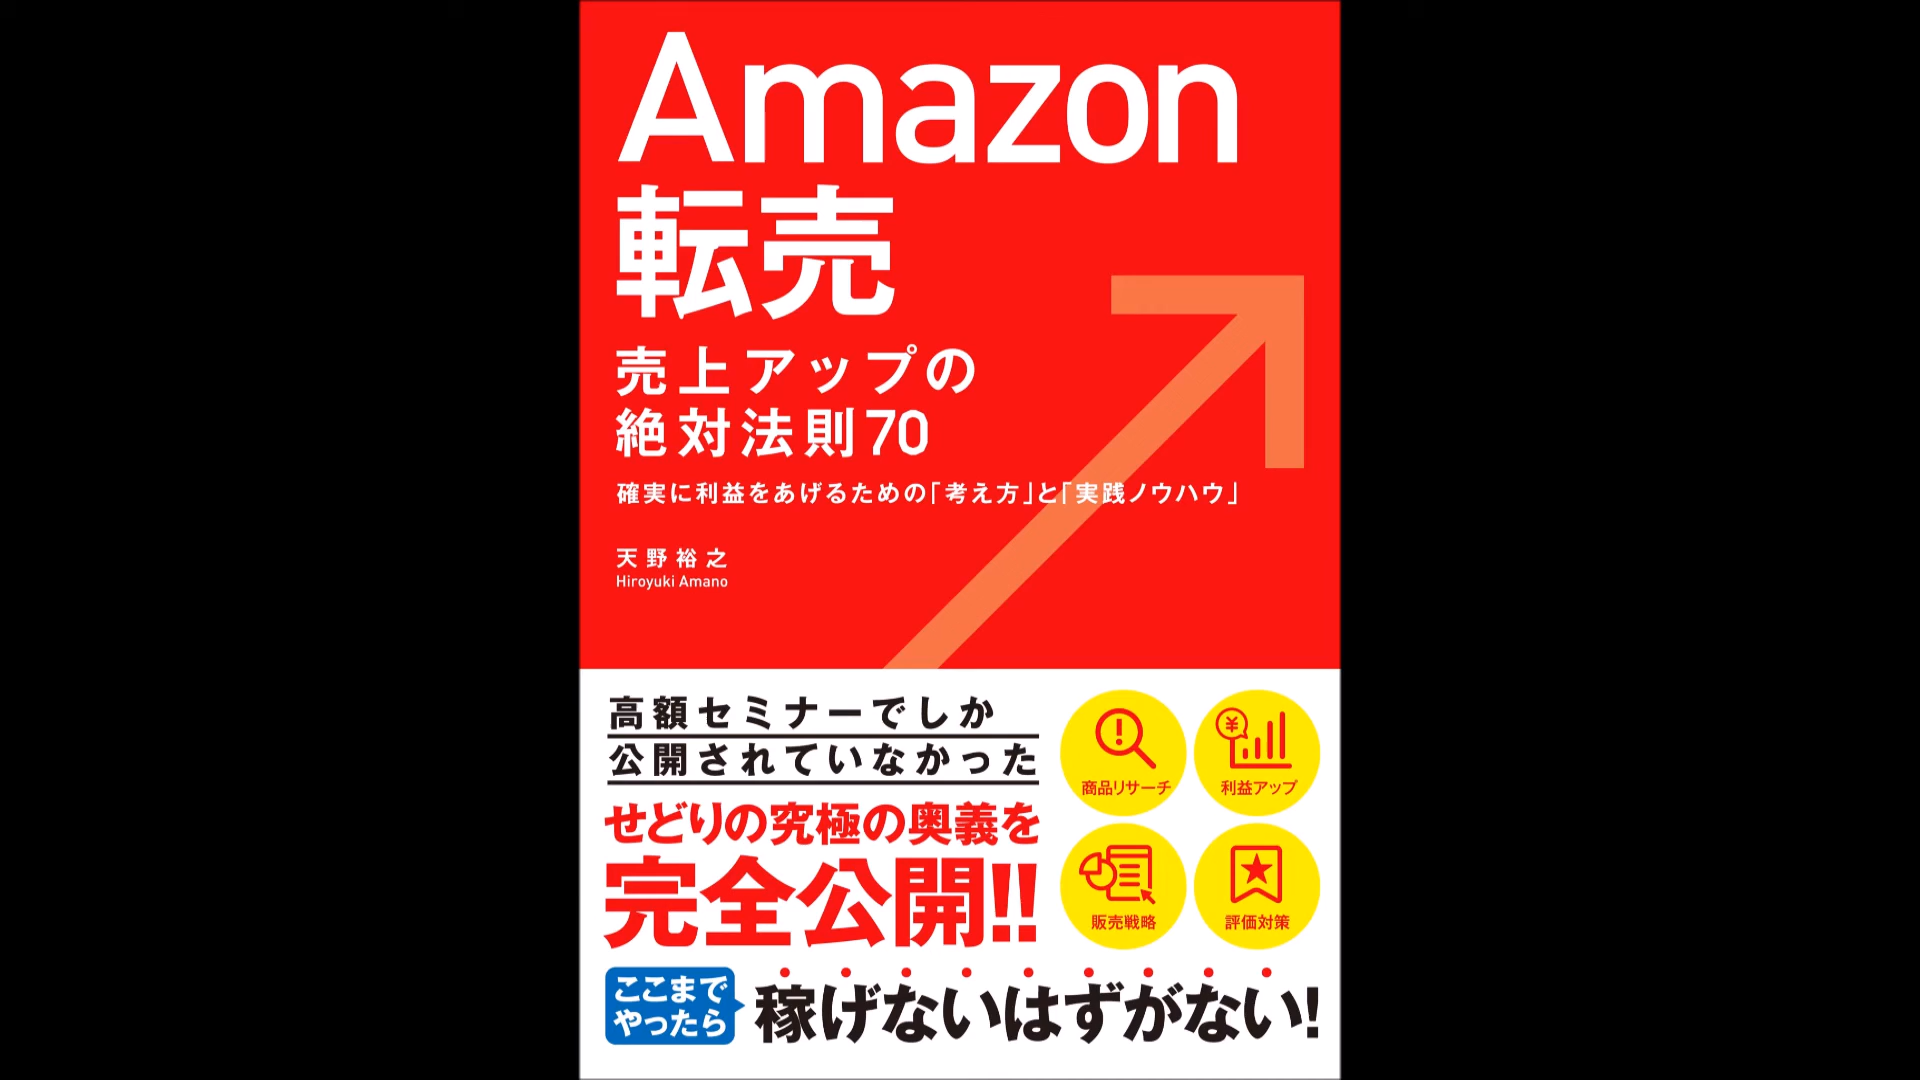 Amazon
転売
売上アップの
絶対法則70
確実に利益をあげるための「考え方」と「実践ノウハウ」
天野裕之
Hiroyuki Amano
高額セミナーでしか
公開されていなかった
せどりの究極の奥義を
完全公開!!
商品リサーチ
¥
利益アップ
販売戦略
評価対策
ここまで
やったら
稼げないはずがない!